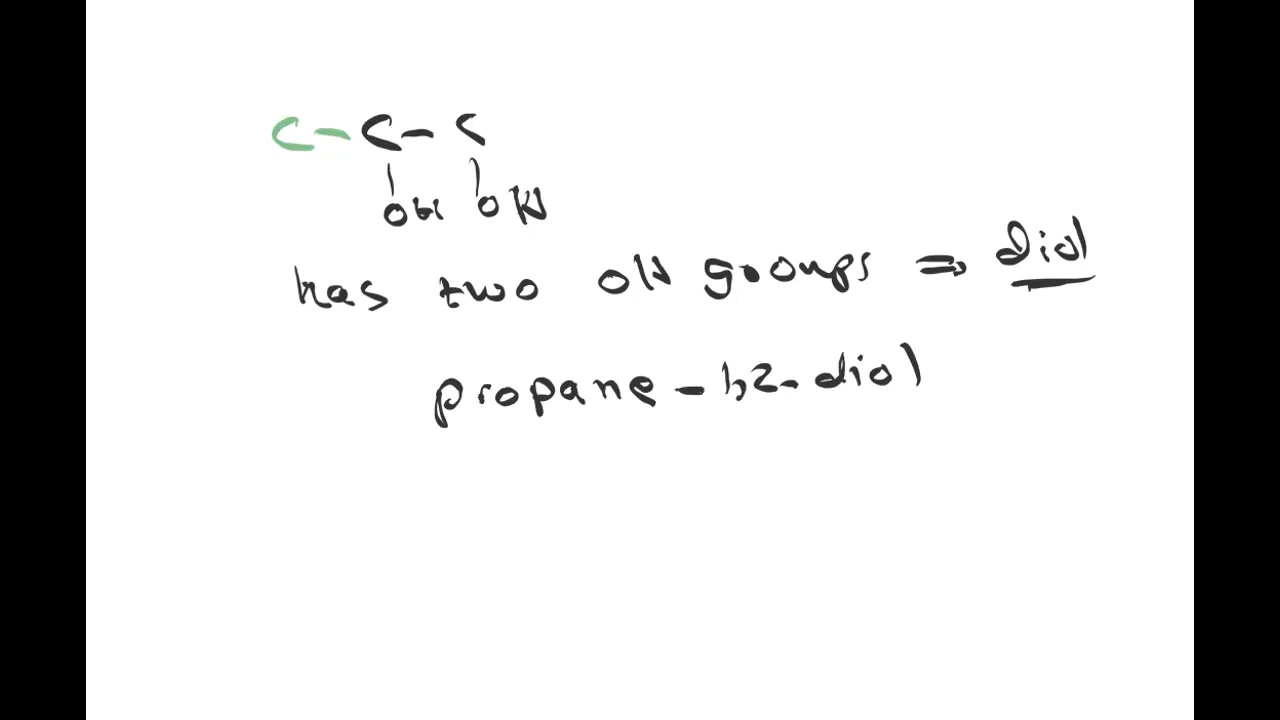 C - C - C
OH OH
has two OH groups => diol
propane - 1,2 - diol